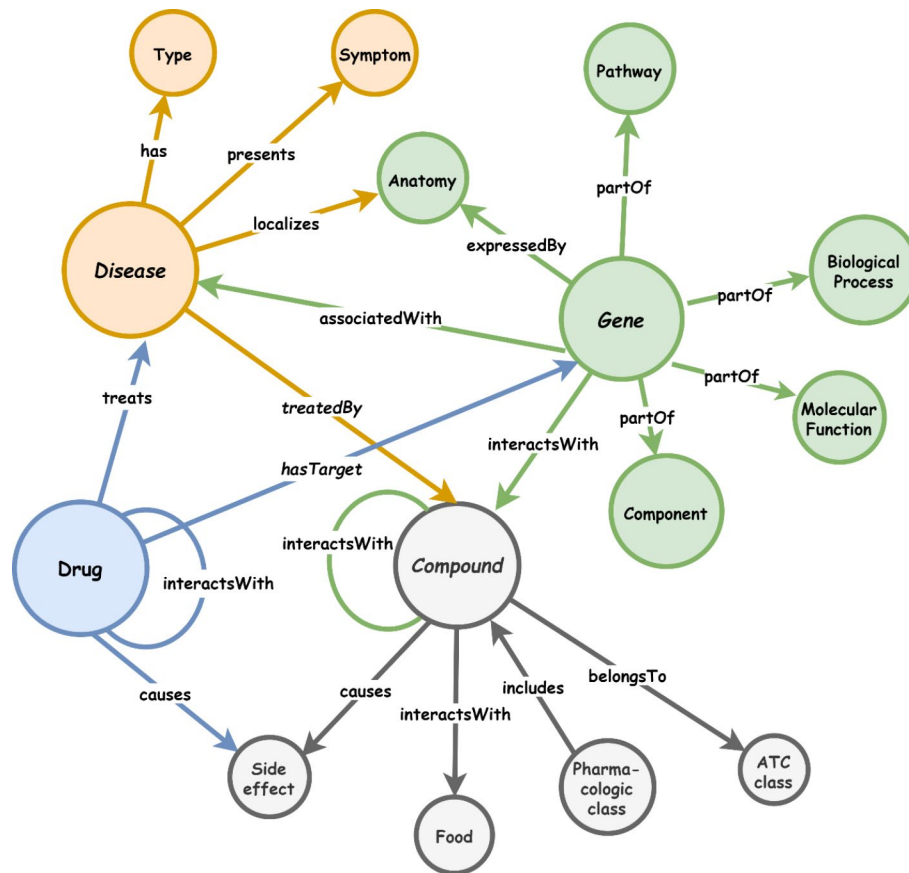 Type
Symptom
Pathway
has
presents
Anatomy
partOf
localizes
expressedBy
Disease
Biological
Process
partOf
associatedWith
Gene
partOf
treats
treatedBy
Molecular
Function
interactsWith
partOf
hasTarget
Component
interactsWith
Drug
interactsWith
Compound
causes
causes
interactsWith
includes
belongsTo
Side
effect
Pharma-
cologic
class
ATC
class
Food